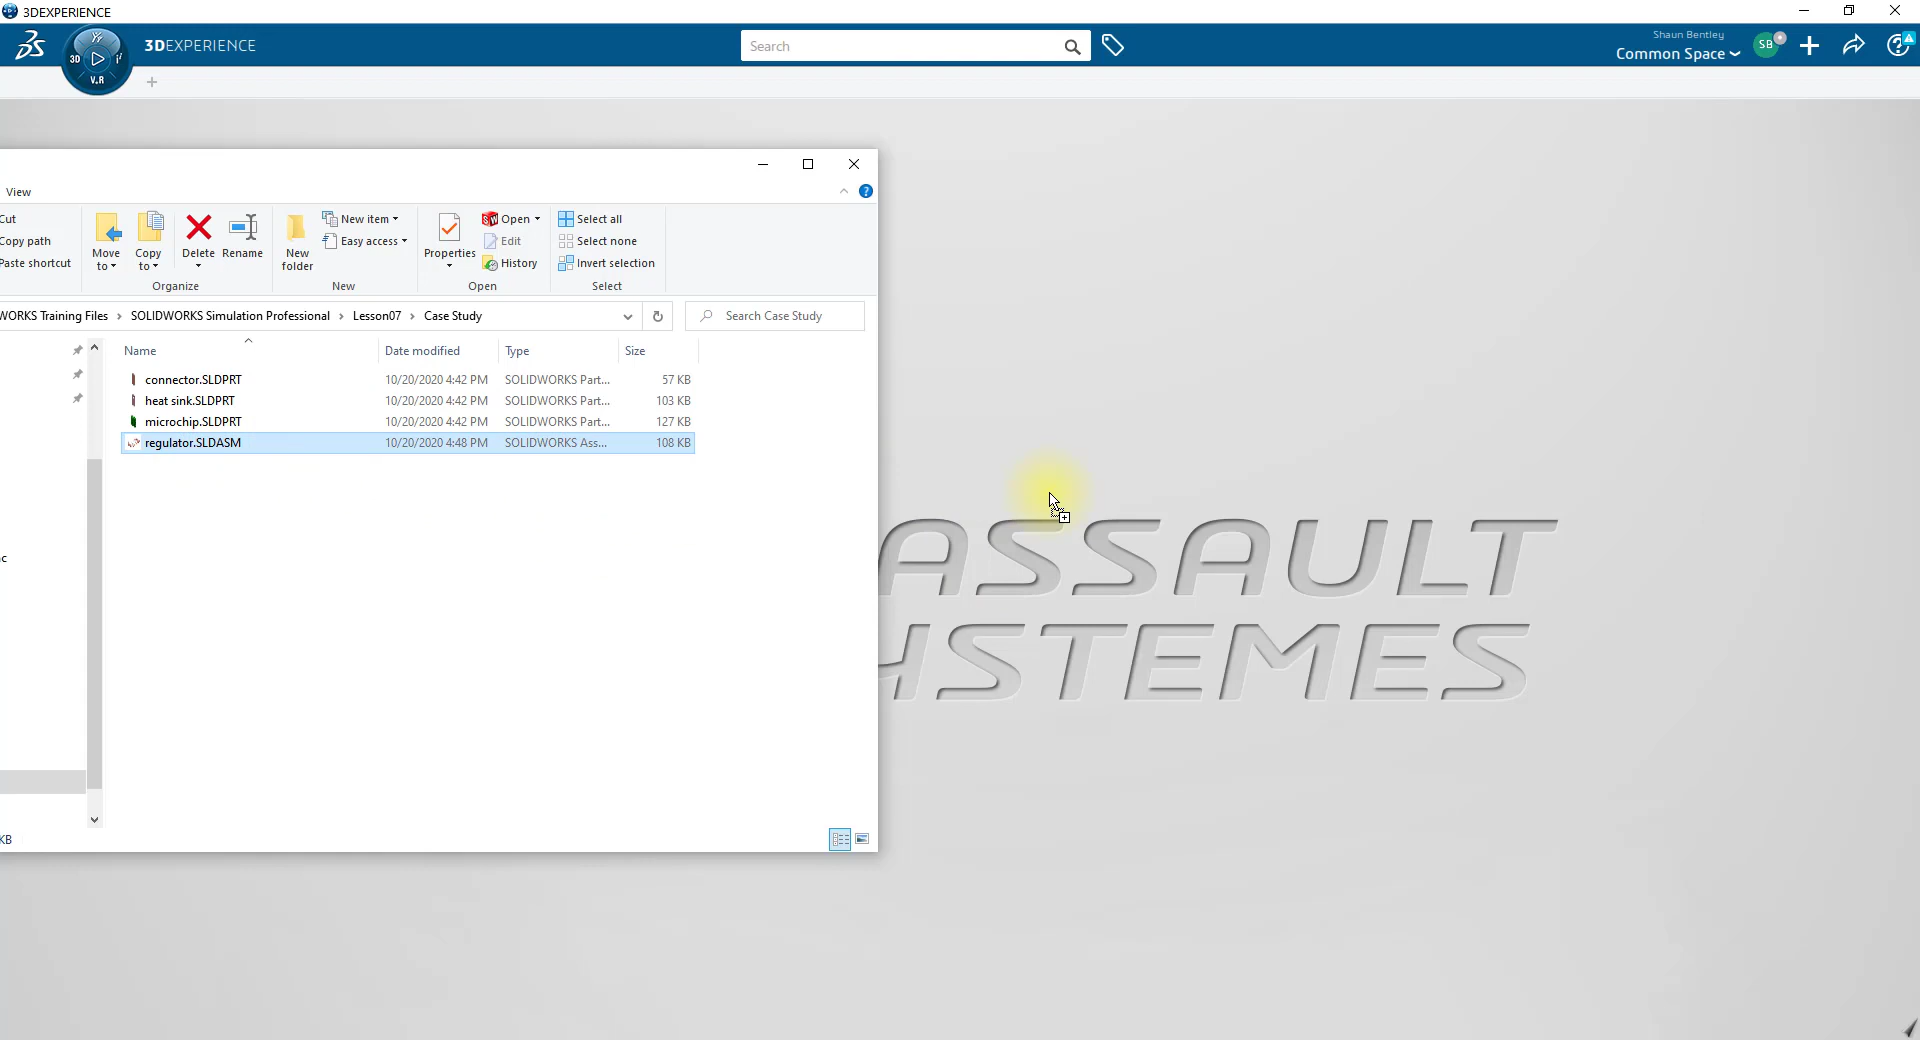 3DEXPERIENCE
3DEXPERIENCE
3D
V.R
Search
Shaun Bentley
Common Space
SB
View
Cut
Copy path
Paste shortcut
Move to
Copy to
Delete
Rename
Organize
New folder
New item
Easy access
New
Properties
Open
Edit
History
Open
Select all
Select none
Invert selection
Select
WORKS Training Files > SOLIDWORKS Simulation Professional > Lesson07 > Case Study
Search Case Study
Name Date modified Type Size
connector.SLDPRT 10/20/2020 4:42 PM SOLIDWORKS Part... 57 KB
heat sink.SLDPRT 10/20/2020 4:42 PM SOLIDWORKS Part... 103 KB
microchip.SLDPRT 10/20/2020 4:42 PM SOLIDWORKS Part... 127 KB
regulator.SLDASM 10/20/2020 4:48 PM SOLIDWORKS Ass... 108 KB
c
KB
ASSAULT
YSTEMES